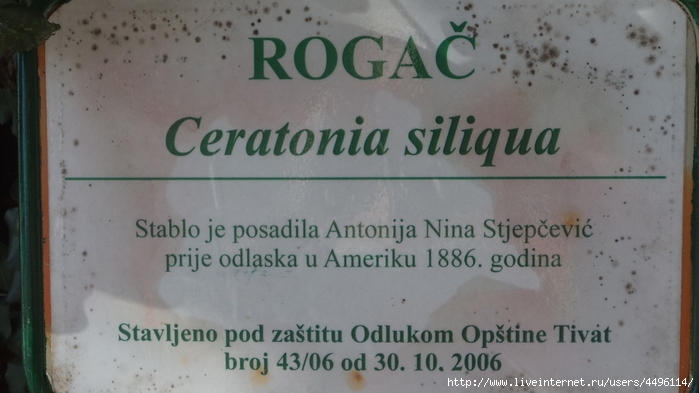 ROGAČ
Ceratonia siliqua
Stablo je posadila Antonija Nina Stjepčević
prije odlaska u Ameriku 1886. godina
Stavljeno pod zaštitu Odlukom Opštine Tivat
broj 43/06 od 30. 10. 2006
http://www.liveinternet.ru/users/4496114/